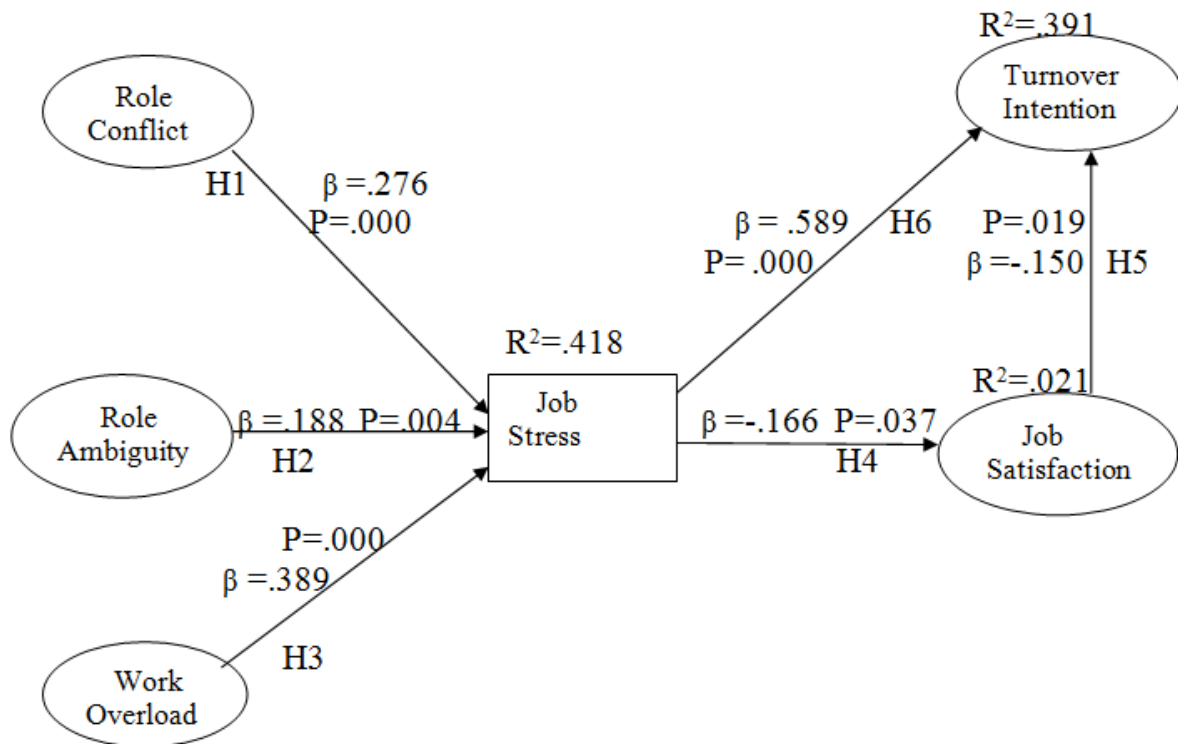 R²=.391
Turnover
Intention
Role
Conflict
H1
β =.276
P=.000
β = .589
P= .000
H6
P=.019
β =-.150
H5
R²=.418
Job
Stress
R²=.021
Job
Satisfaction
Role
Ambiguity
β =.188 P=.004
H2
β =-.166 P=.037
H4
P=.000
β =.389
H3
Work
Overload